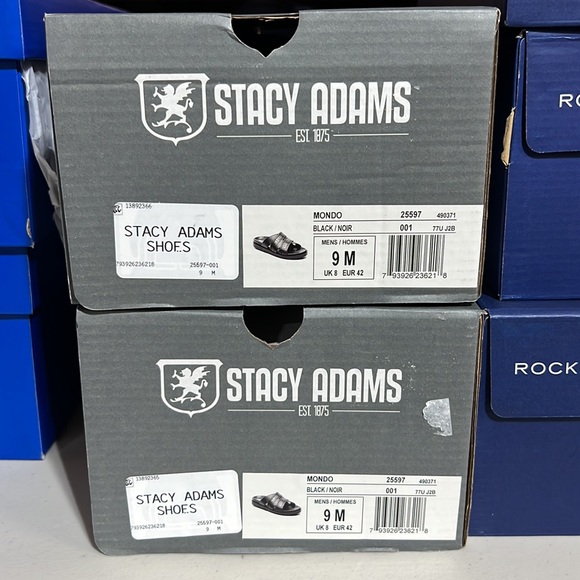 STACY ADAMS
EST. 1875
13892366
STACY ADAMS
SHOES
793926236218 25597-001
9 M
MONDO 25597 490371
BLACK / NOIR 001 77U J2B
MENS / HOMMES
9 M
UK 8 EUR 42
7 93926 23621 8
ROCK
STACY ADAMS
EST. 1875
13892365
STACY ADAMS
SHOES
793926236218 25597-001
9 M
MONDO 25597 490371
BLACK / NOIR 001 77U J2B
MENS / HOMMES
9 M
UK 8 EUR 42
7 93926 23621 8